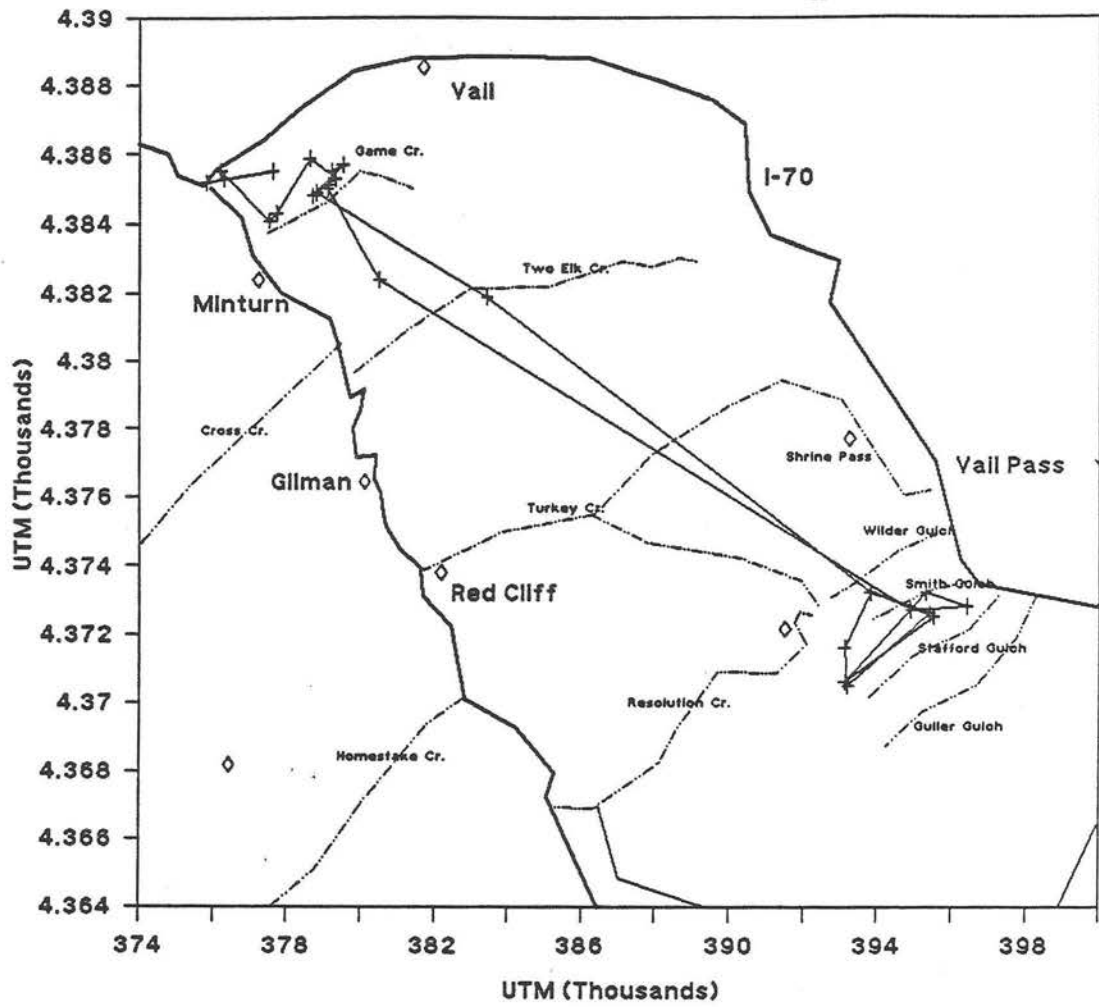 4.39
4.388
4.386
4.384
4.382
4.38
4.378
4.376
4.374
4.372
4.37
4.368
4.366
4.364
UTM (Thousands)
374
378
382
386
390
394
398
UTM (Thousands)
Vail
Game Cr.
I-70
Two Elk Cr.
Minturn
Cross Cr.
Shrine Pass
Vail Pass
Gilman
Turkey Cr.
Wilder Gulch
Red Cliff
Smith Gulch
Stafford Gulch
Resolution Cr.
Guller Gulch
Homestake Cr.